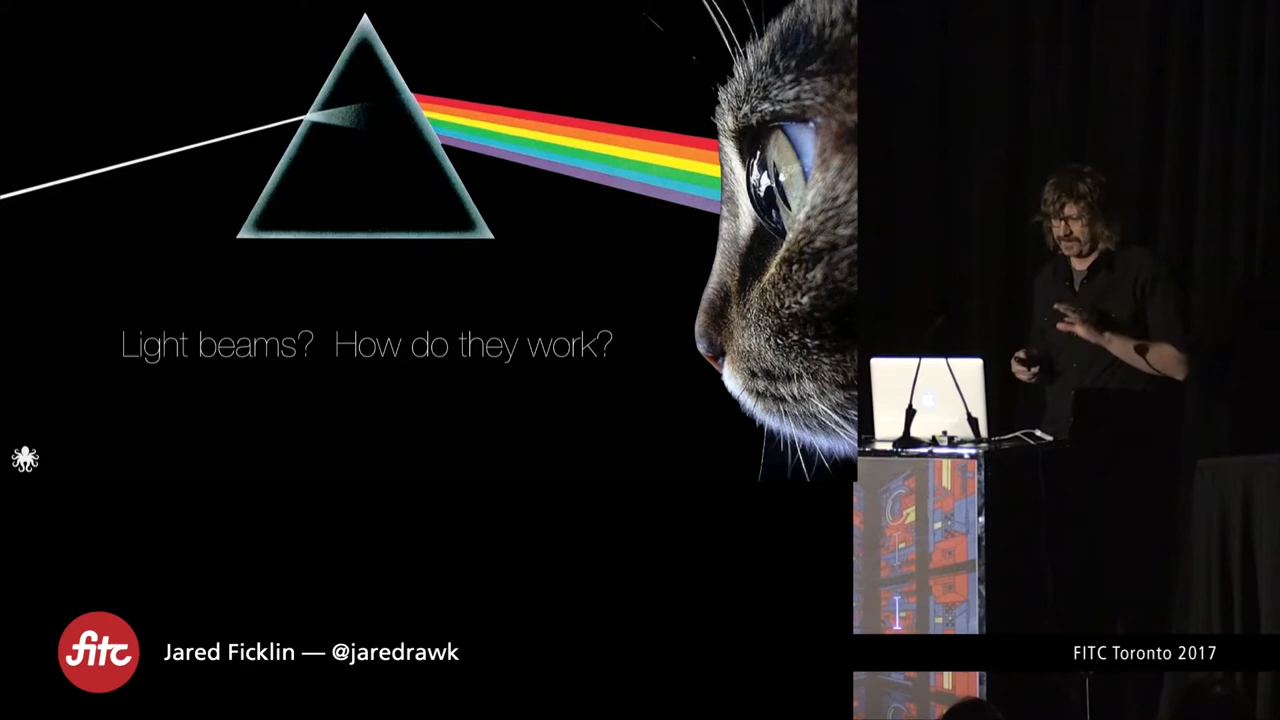 Light beams?  How do they work?
fitc
Jared Ficklin — @jaredrawk
FITC Toronto 2017